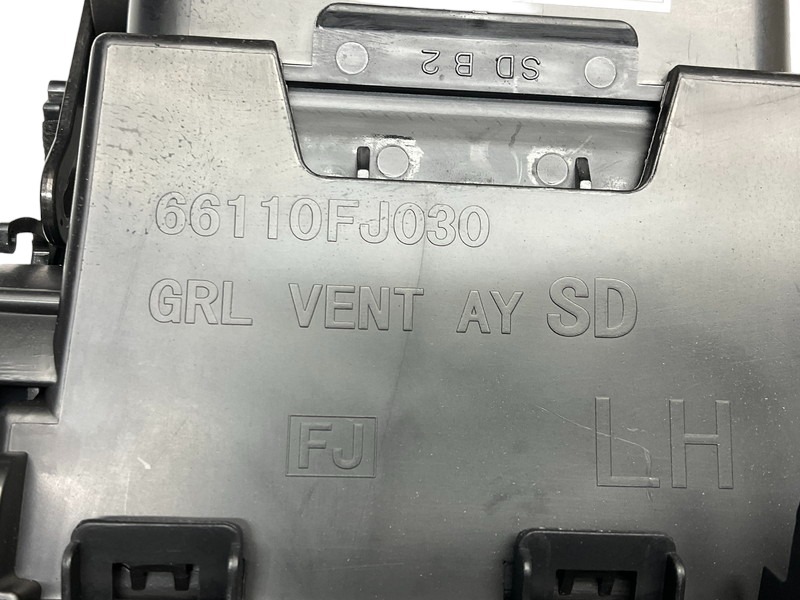 SD B2
66110FJ030
GRL VENT AY SD
FJ
LH